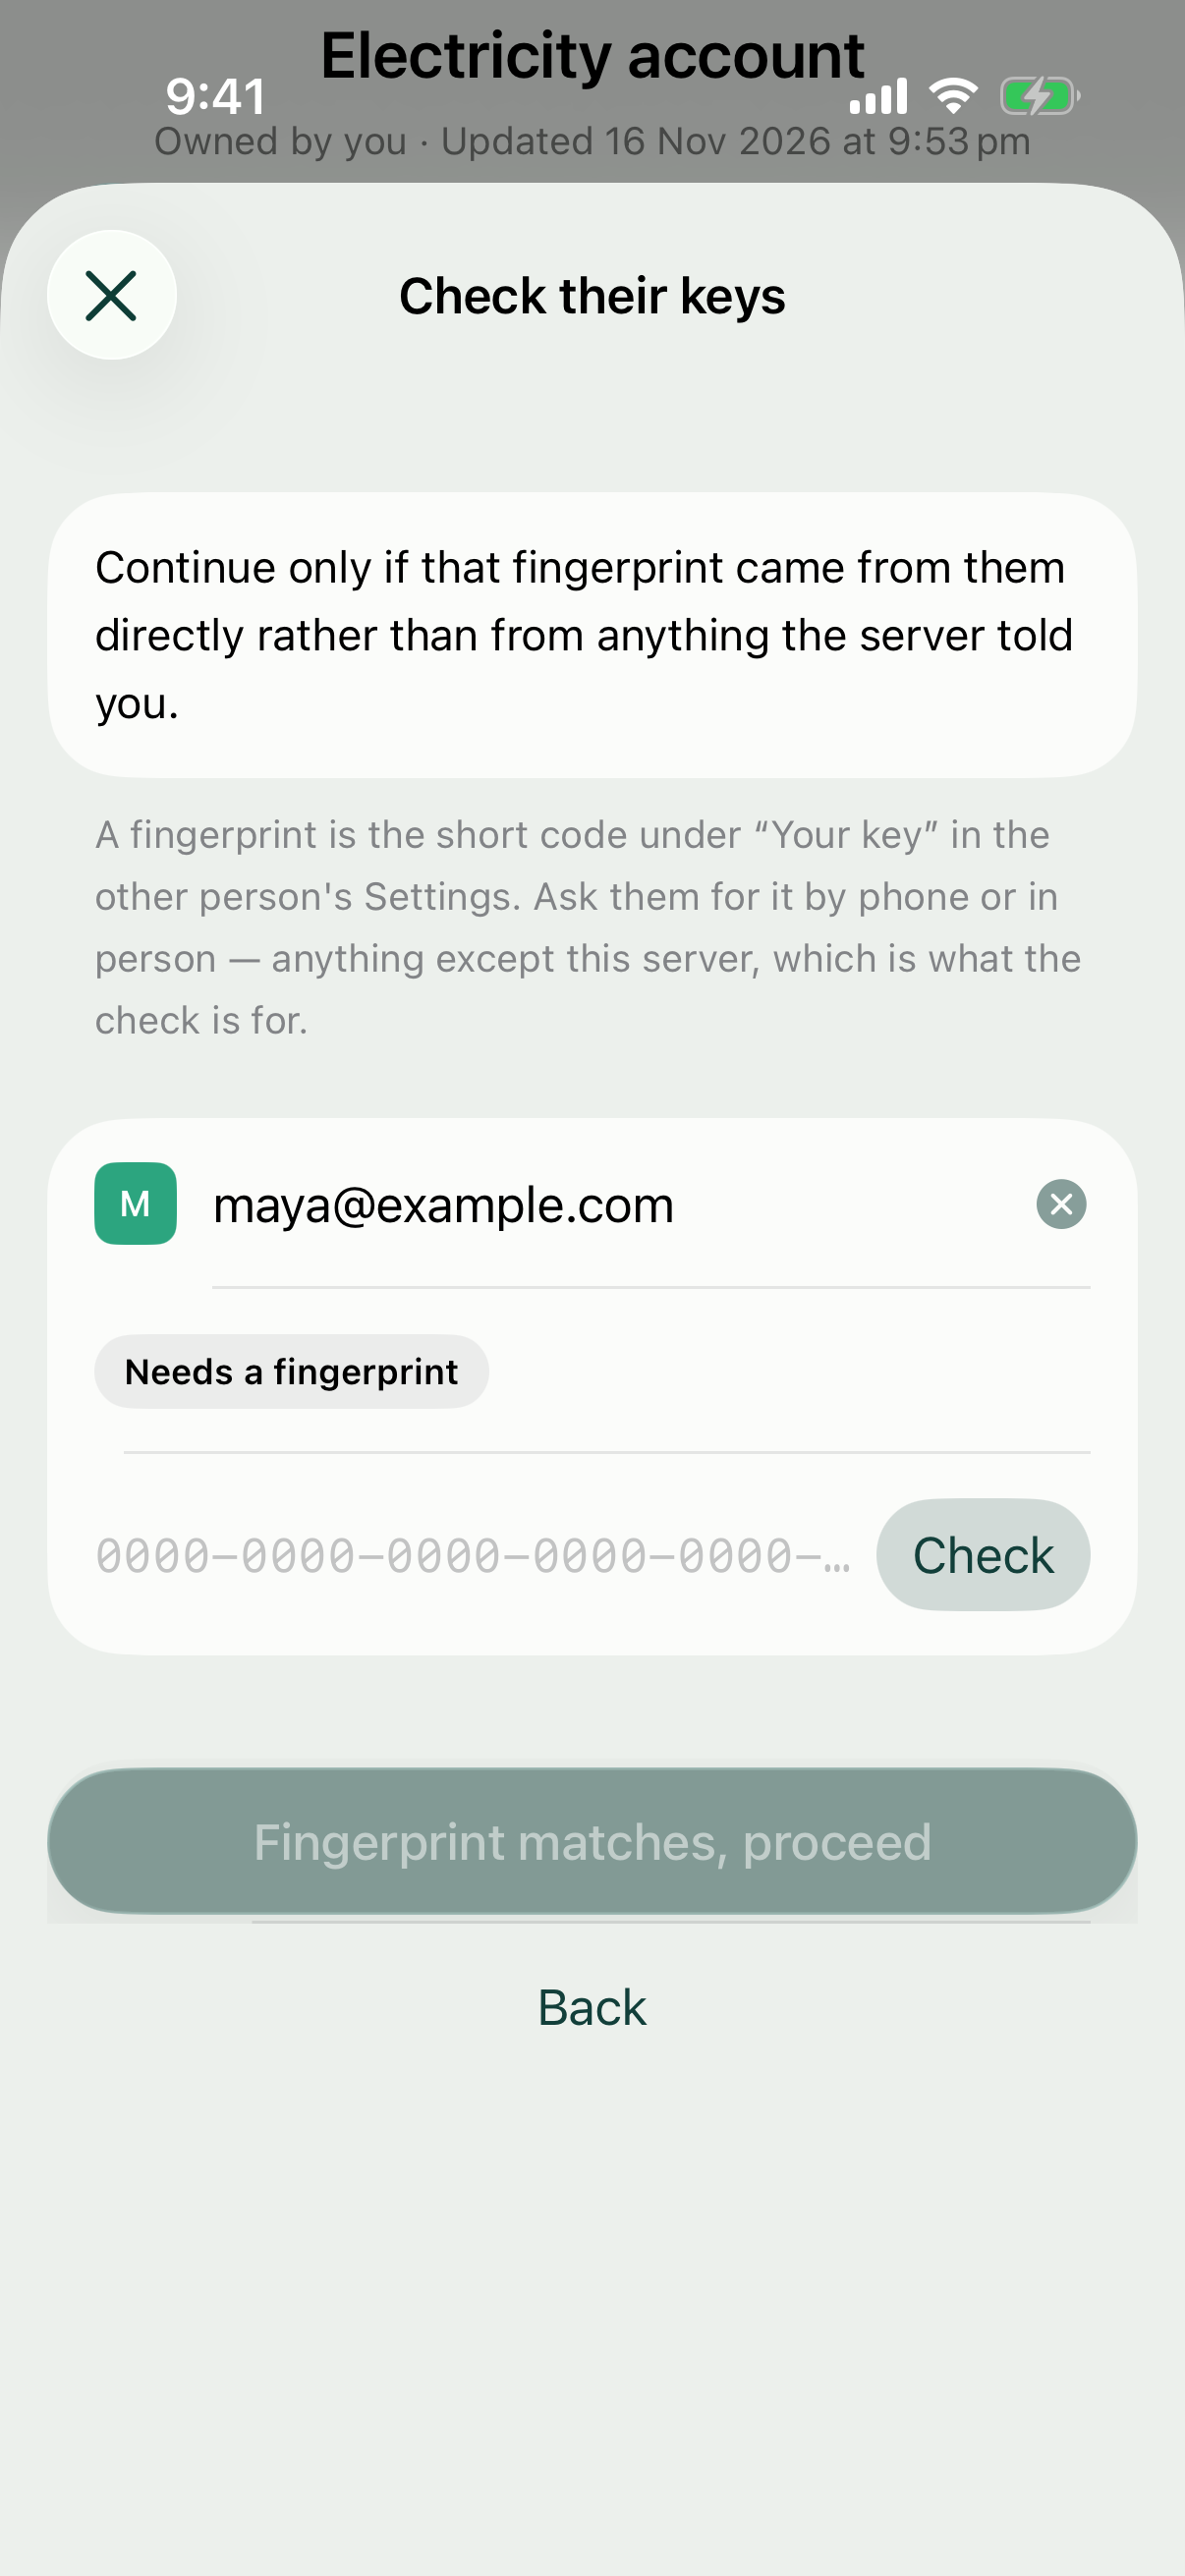 Electricity account
9:41
Owned by you · Updated 16 Nov 2026 at 9:53 pm
Check their keys
Continue only if that fingerprint came from them
directly rather than from anything the server told
you.
A fingerprint is the short code under “Your key” in the
other person's Settings. Ask them for it by phone or in
person — anything except this server, which is what the
check is for.
M
maya@example.com
Needs a fingerprint
0000-0000-0000-0000-0000-…
Check
Fingerprint matches, proceed
Back